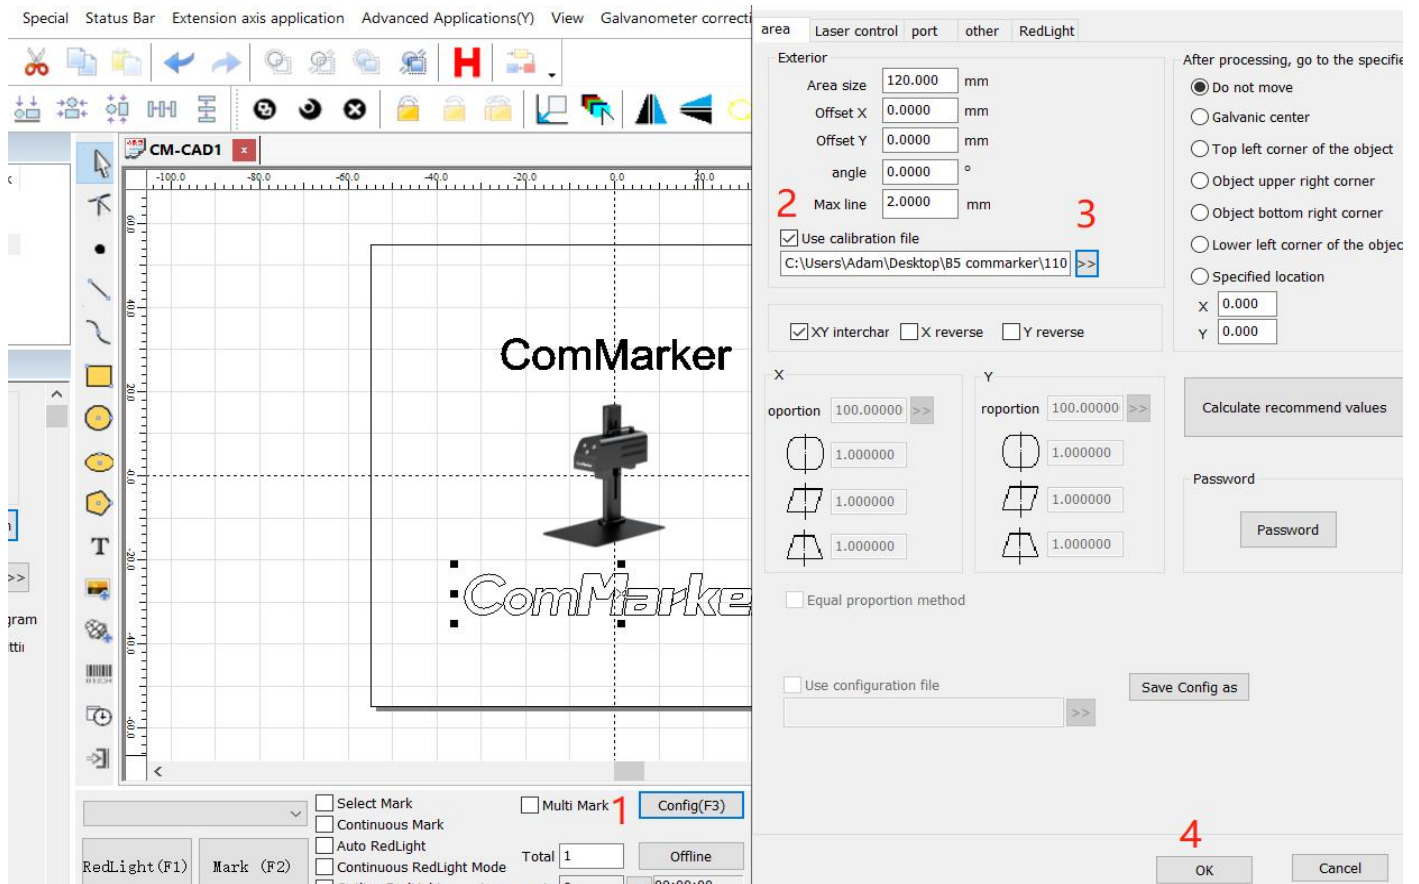 Special Status Bar Extension axis application Advanced Applications(Y) View Galvanometer correcti
H
CM-CAD1 x
-100.0 -80.0 -60.0 -40.0 -20.0 0.0 20.0
60.0
40.0
20.0
0.0
-20.0
-40.0
-60.0
T
>>
gram
ComMarker
ComMarke
Select Mark
Continuous Mark
Auto RedLight
Continuous RedLight Mode
Multi Mark 1 Config(F3)
Total 1 Offline
RedLight(F1) Mark (F2)
area Laser control port other RedLight
Exterior
Area size 120.000 mm
Offset X 0.0000 mm
Offset Y 0.0000 mm
angle 0.0000 °
2 Max line 2.0000 mm 3
Use calibration file
C:\Users\Adam\Desktop\B5 commarker\110 >>
XY interchar X reverse Y reverse
X
oportion 100.00000 >>
1.000000
1.000000
1.000000
Y
roportion 100.00000 >>
1.000000
1.000000
1.000000
Equal proportion method
Use configuration file
>>
Save Config as
After processing, go to the specifie
Do not move
Galvanic center
Top left corner of the object
Object upper right corner
Object bottom right corner
Lower left corner of the objec
Specified location
X 0.000
Y 0.000
Calculate recommend values
Password
Password
4
OK Cancel